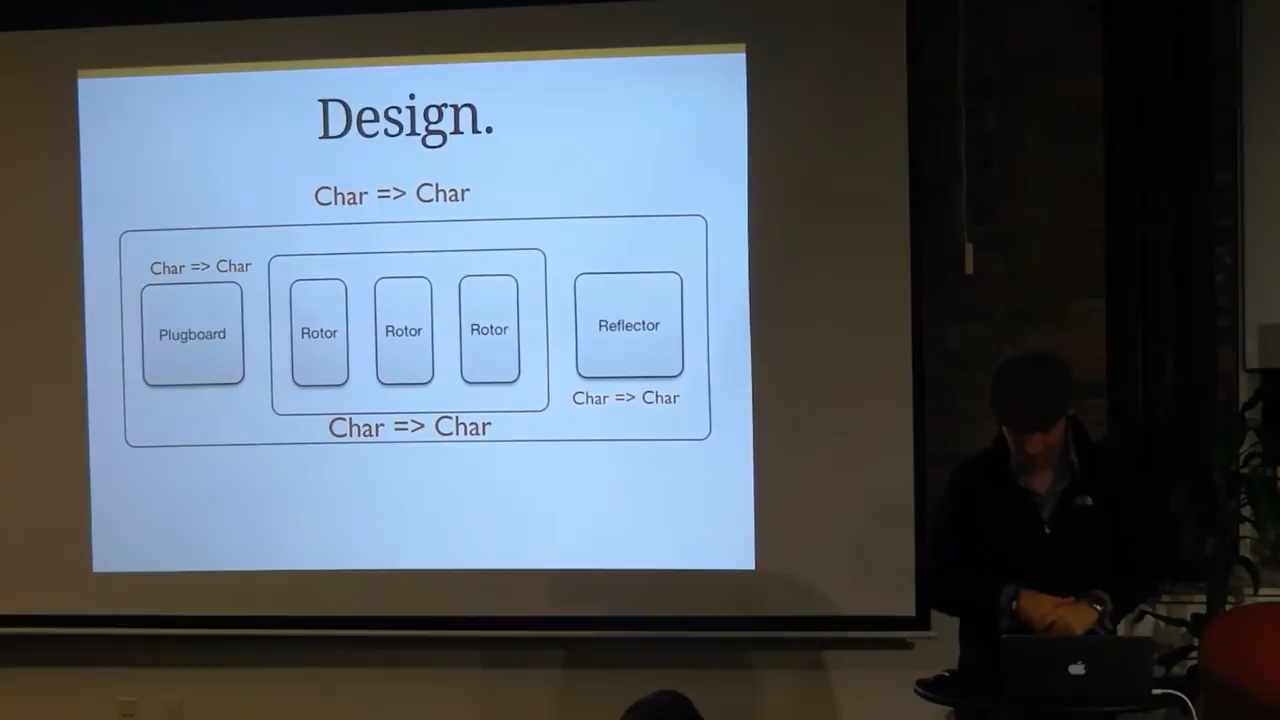 Design.
Char => Char
Char => Char
Plugboard
Rotor
Rotor
Rotor
Reflector
Char => Char
Char => Char